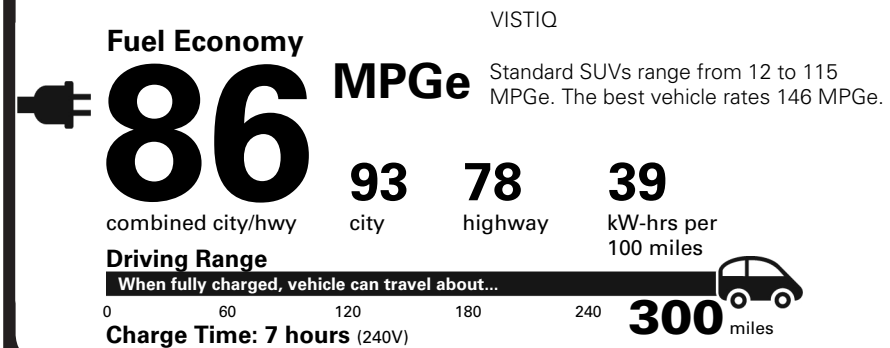 VISTIQ
Fuel Economy
86
MPGe
Standard SUVs range from 12 to 115
MPGe. The best vehicle rates 146 MPGe.
93
78
39
combined city/hwy
city
highway
kW-hrs per
100 miles
Driving Range
When fully charged, vehicle can travel about...
0 60 120 180 240 300 miles
Charge Time: 7 hours (240V)